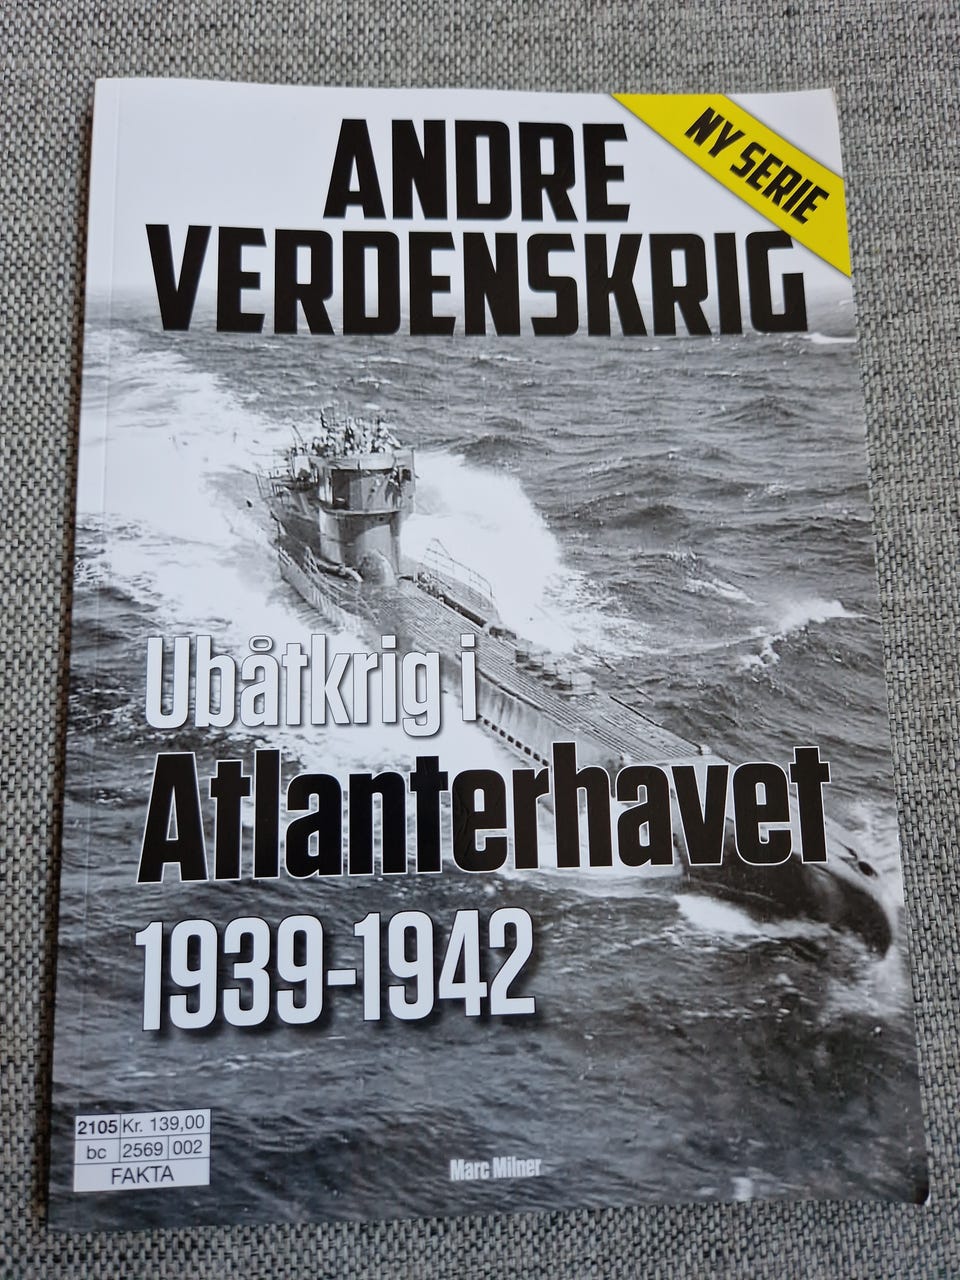 ANDRE
VERDENSKRIG
NY SERIE
Ubåtkrig i
Atlanterhavet
1939-1942
2105 Kr. 139,00
bc 2569 002
FAKTA
Marc Milner